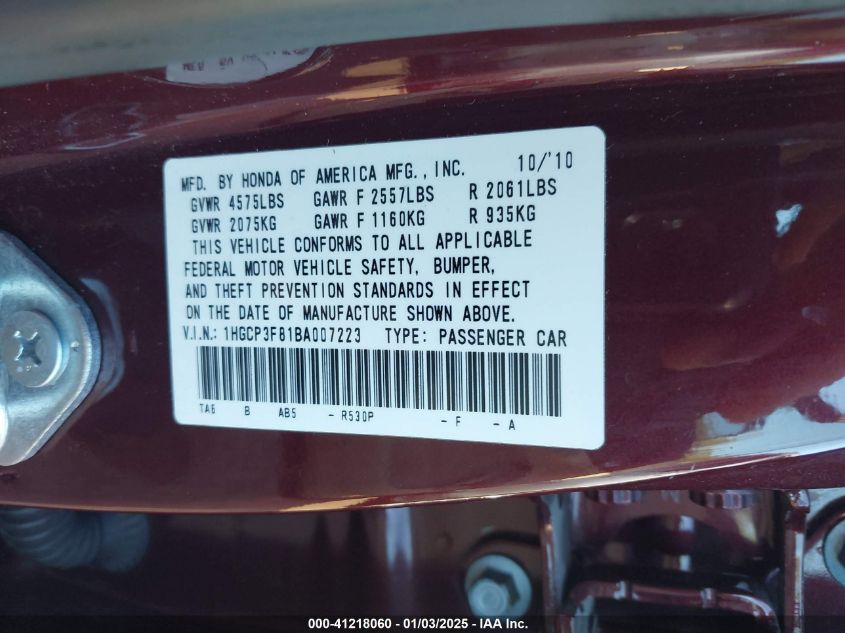 MFD. BY HONDA OF AMERICA MFG., INC. 10/'10
GVWR 4575LBS GAWR F 2557LBS R 2061LBS
GVWR 2075KG GAWR F 1160KG R 935KG
THIS VEHICLE CONFORMS TO ALL APPLICABLE
FEDERAL MOTOR VEHICLE SAFETY, BUMPER,
AND THEFT PREVENTION STANDARDS IN EFFECT
ON THE DATE OF MANUFACTURE SHOWN ABOVE.
V.I.N.: 1HGCP3F81BA007223 TYPE: PASSENGER CAR
TA6 B AB5 - R530P - F - A
000-41218060 - 01/03/2025 - IAA Inc.